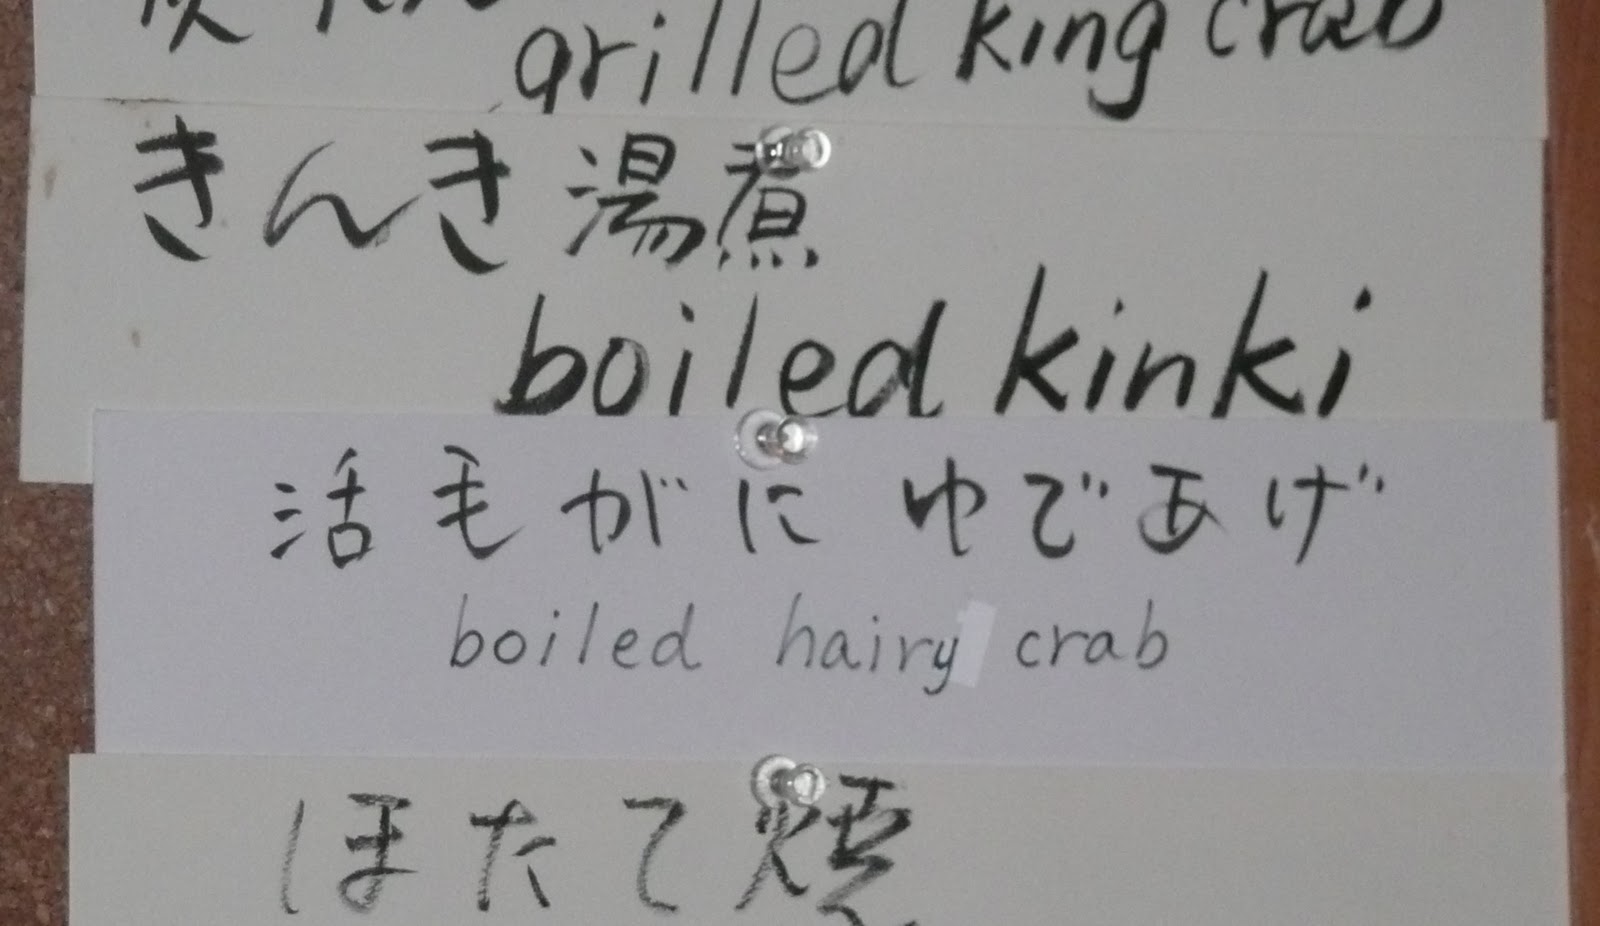 grilled king crab
きんき湯煮
boiled kinki
活毛がに ゆであげ
boiled hairy crab
ほたて